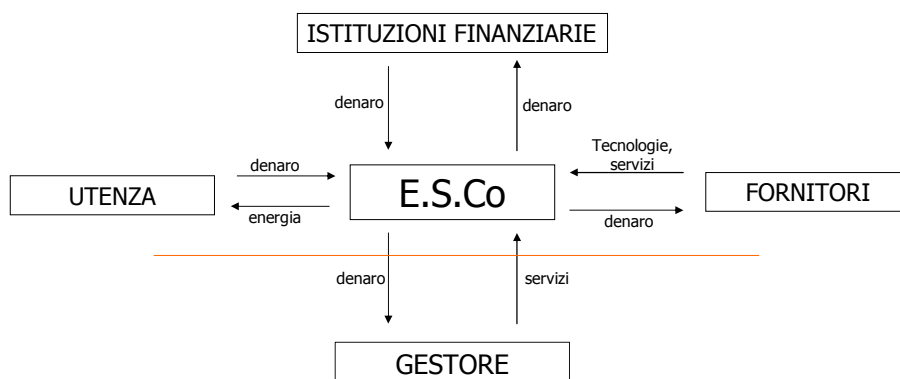 ISTITUZIONI FINANZIARIE
denaro
denaro
Tecnologie,
servizi
denaro
UTENZA
E.S.Co
FORNITORI
energia
denaro
denaro
servizi
GESTORE